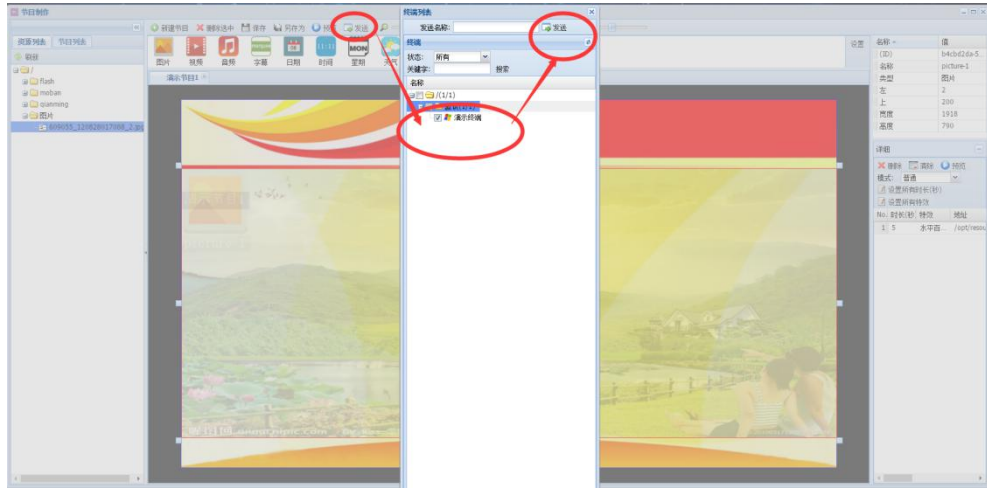 节目制作
资源列表 节目列表
刷新
/
flash
moban
qianming
图片
609055_120828017068_2.jpg
新建节目 删除选中 保存 另存为 预 发送
图片 视频 音频 字幕 日期 时间 星期 天气
MON
设置
演示节目1
终端列表
发送名称: 发送
终端
状态: 所有
关键字: 搜索
名称
/(1/1)
演示终端
名称 值
(ID) b4cbd2da-5
名称 picture-1
类型 图片
左 2
上 200
宽度 1918
高度 790
详细
删除 清除 预览
模式: 普通
设置所有时长(秒)
设置所有特效
No. 时长(秒) 特效 地址
1 5 水平百... /opt/resou